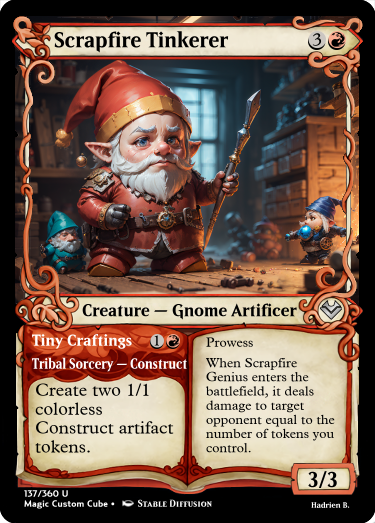 Scrapfire Tinkerer 3
Creature — Gnome Artificer
Tiny Craftings 1
Tribal Sorcery — Construct
Create two 1/1
colorless
Construct artifact
tokens.
Prowess
When Scrapfire
Genius enters the
battlefield, it deals
damage to target
opponent equal to the
number of tokens you
control.
3/3
137/360 U
Magic Custom Cube • Stable Diffusion
Hadrien B.